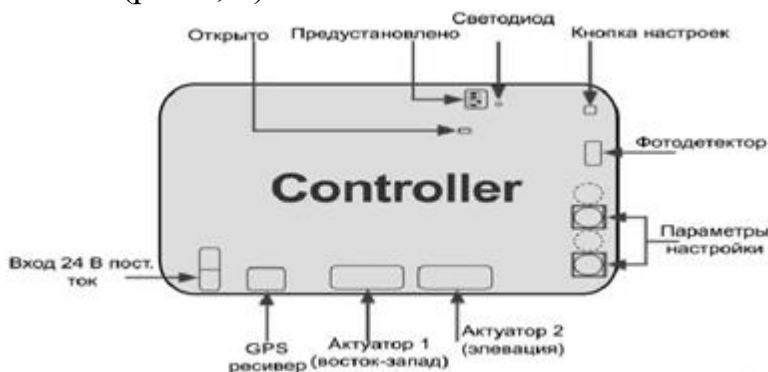 Светодиод
Открыто
Предустановлено
Кнопка настроек
Фотодетектор
Controller
Параметры
настройки
Вход 24 В пост.
ток
GPS
ресивер
Актуатор 1
(восток-запад)
Актуатор 2
(элевация)